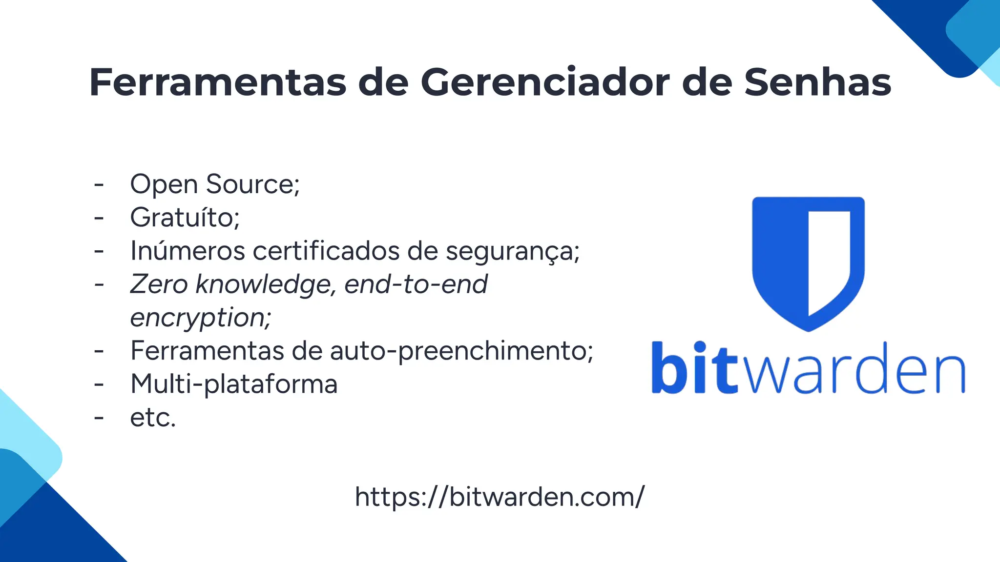 Ferramentas de Gerenciador de Senhas
- Open Source;
- Gratuíto;
- Inúmeros certificados de segurança;
- Zero knowledge, end-to-end
encryption;
- Ferramentas de auto-preenchimento;
- Multi-plataforma
- etc.
bitwarden
https://bitwarden.com/